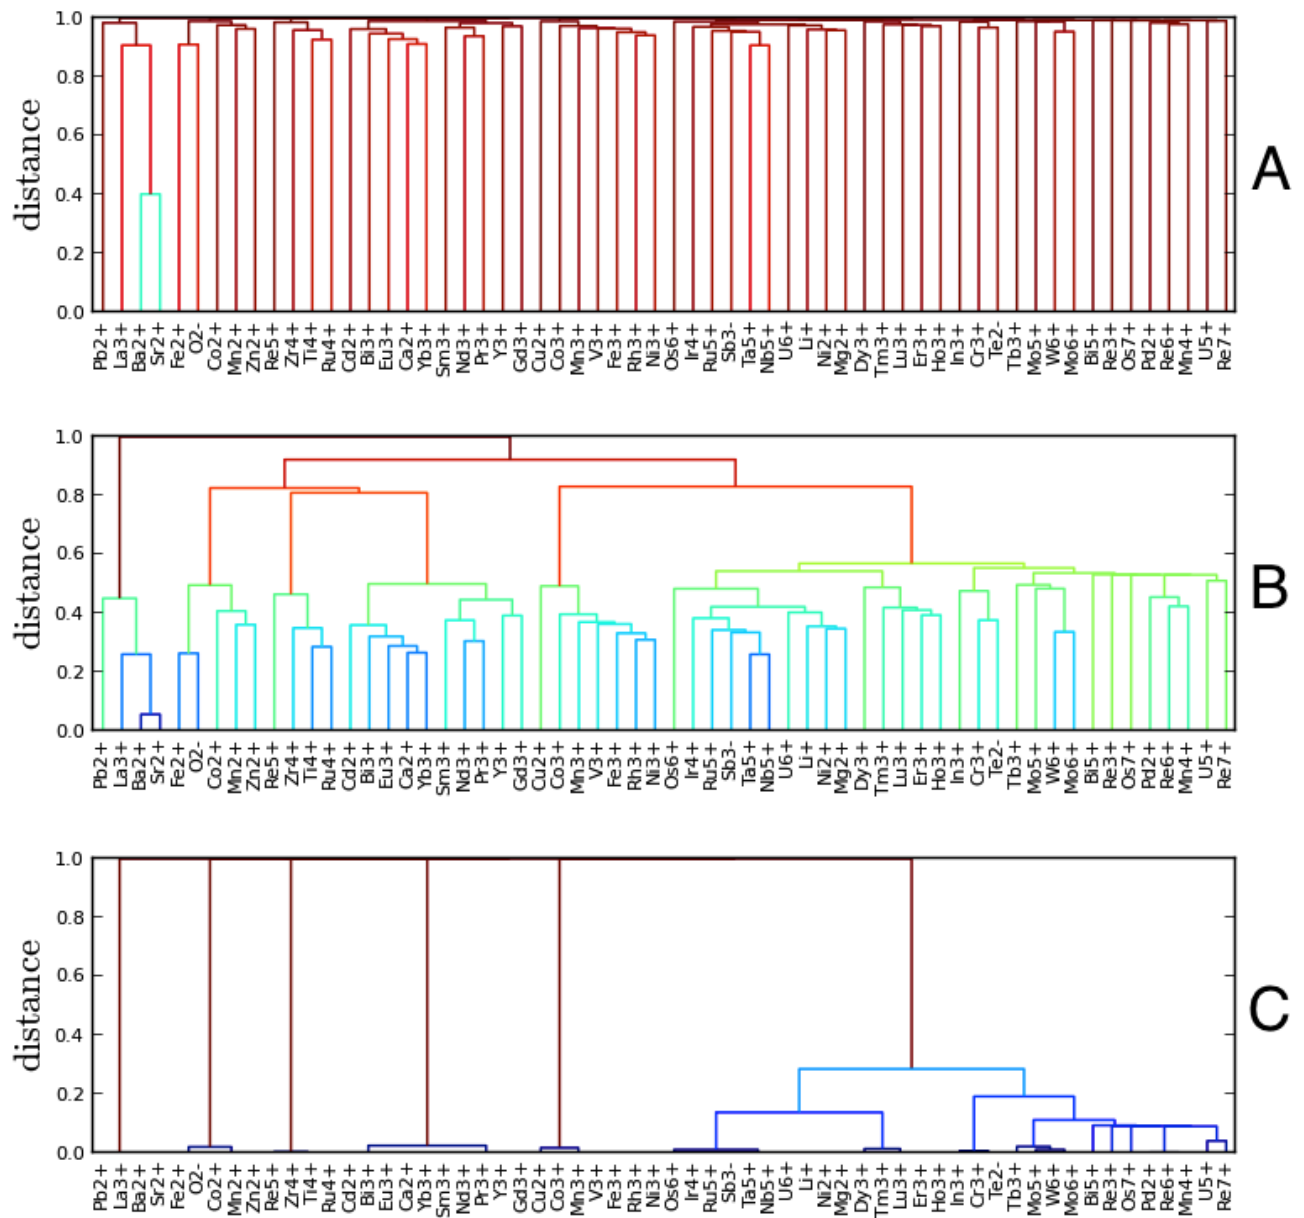 1.0
0.8
0.6
0.4
0.2
0.0
distance
A
Pb2+ La3+ Ba2+ Sr2+ Fe2+ O2- Co2+ Mn2+ Zn2+ Re5+ Zr4+ Ti4+ Ru4+ Cd2+ Bi3+ Eu3+ Ca2+ Yb3+ Sm3+ Nd3+ Pr3+ Y3+ Gd3+ Cu2+ Co3+ Mn3+ V3+ Fe3+ Rh3+ Ni3+ Os6+ Ir4+ Ru5+ Sb3- Ta5+ Nb5+ U6+ Li+ Ni2+ Mg2+ Dy3+ Tm3+ Lu3+ Er3+ Ho3+ In3+ Cr3+ Te2- Tb3+ Mo5+ W6+ Mo6+ Bi5+ Re3+ Os7+ Pd2+ Re6+ Mn4+ U5+ Re7+
1.0
0.8
0.6
0.4
0.2
0.0
distance
B
Pb2+ La3+ Ba2+ Sr2+ Fe2+ O2- Co2+ Mn2+ Zn2+ Re5+ Zr4+ Ti4+ Ru4+ Cd2+ Bi3+ Eu3+ Ca2+ Yb3+ Sm3+ Nd3+ Pr3+ Y3+ Gd3+ Cu2+ Co3+ Mn3+ V3+ Fe3+ Rh3+ Ni3+ Os6+ Ir4+ Ru5+ Sb3- Ta5+ Nb5+ U6+ Li+ Ni2+ Mg2+ Dy3+ Tm3+ Lu3+ Er3+ Ho3+ In3+ Cr3+ Te2- Tb3+ Mo5+ W6+ Mo6+ Bi5+ Re3+ Os7+ Pd2+ Re6+ Mn4+ U5+ Re7+
1.0
0.8
0.6
0.4
0.2
0.0
distance
C
Pb2+ La3+ Ba2+ Sr2+ Fe2+ O2- Co2+ Mn2+ Zn2+ Re5+ Zr4+ Ti4+ Ru4+ Cd2+ Bi3+ Eu3+ Ca2+ Yb3+ Sm3+ Nd3+ Pr3+ Y3+ Gd3+ Cu2+ Co3+ Mn3+ V3+ Fe3+ Rh3+ Ni3+ Os6+ Ir4+ Ru5+ Sb3- Ta5+ Nb5+ U6+ Li+ Ni2+ Mg2+ Dy3+ Tm3+ Lu3+ Er3+ Ho3+ In3+ Cr3+ Te2- Tb3+ Mo5+ W6+ Mo6+ Bi5+ Re3+ Os7+ Pd2+ Re6+ Mn4+ U5+ Re7+